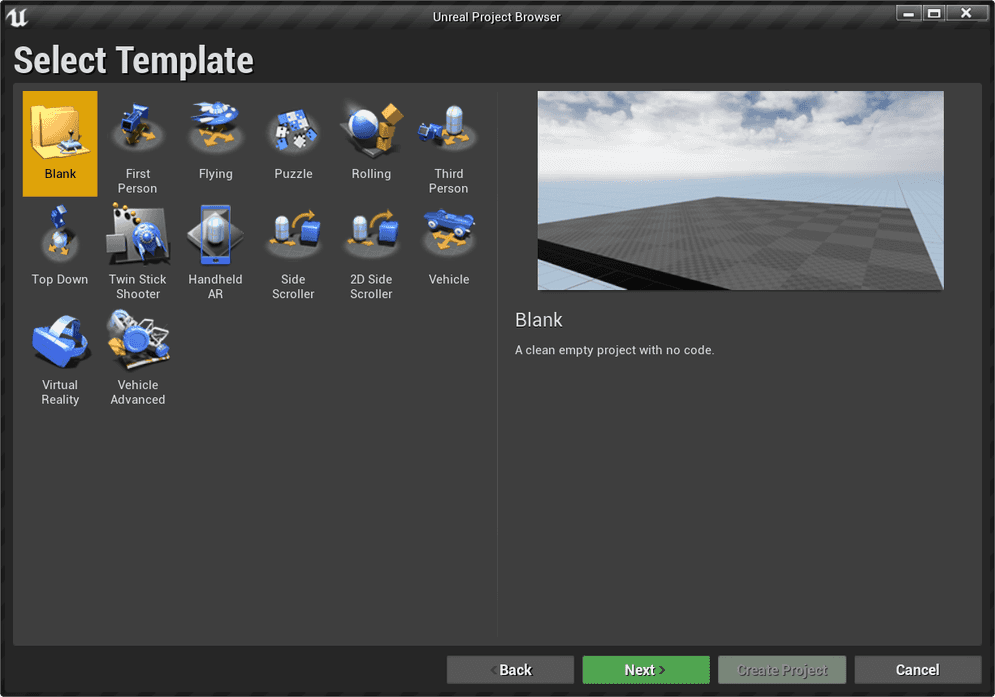 Unreal Project Browser
Select Template
Blank
First
Person
Flying
Puzzle
Rolling
Third
Person
Top Down
Twin Stick
Shooter
Handheld
AR
Side
Scroller
2D Side
Scroller
Vehicle
Virtual
Reality
Vehicle
Advanced
Blank
A clean empty project with no code.
< Back
Next >
Create Project
Cancel